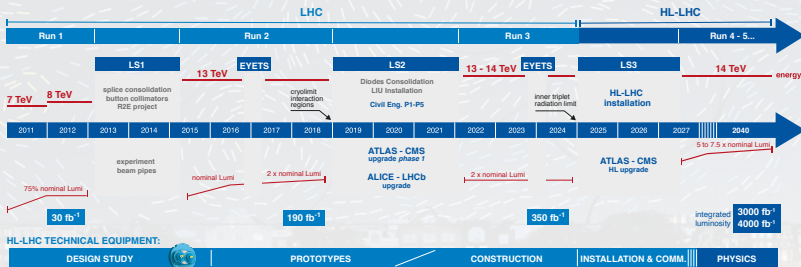 LHC
HL-LHC
Run 1
Run 2
Run 3
Run 4 - 5...
LS1
EYETS
LS2
EYETS
LS3
13 TeV
13 - 14 TeV
14 TeV
energy
7 TeV
8 TeV
splice consolidation
button collimators
R2E project
cryolimit
interaction
regions
Diodes Consolidation
LIU Installation
Civil Eng. P1-P5
inner triplet
radiation limit
HL-LHC
installation
2011
2012
2013
2014
2015
2016
2017
2018
2019
2020
2021
2022
2023
2024
2025
2026
2027
2040
5 to 7.5 x nominal Lumi
experiment
beam pipes
ATLAS - CMS
upgrade phase 1
ALICE - LHCb
upgrade
ATLAS - CMS
HL upgrade
75% nominal Lumi
nominal Lumi
2 x nominal Lumi
2 x nominal Lumi
30 fb-1
190 fb-1
350 fb-1
integrated
luminosity
3000 fb-1
4000 fb-1
HL-LHC TECHNICAL EQUIPMENT:
DESIGN STUDY
PROTOTYPES
CONSTRUCTION
INSTALLATION & COMM.
PHYSICS